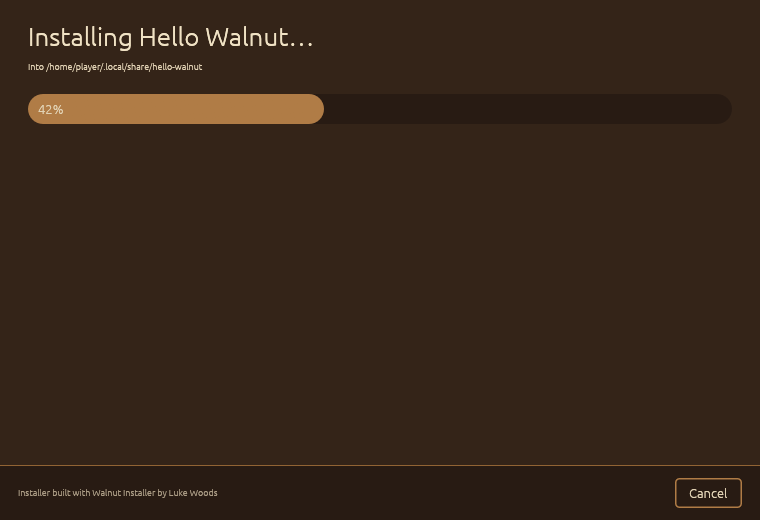 Installing Hello Walnut...
Into /home/player/.local/share/hello-walnut
42%
Installer built with Walnut Installer by Luke Woods
Cancel